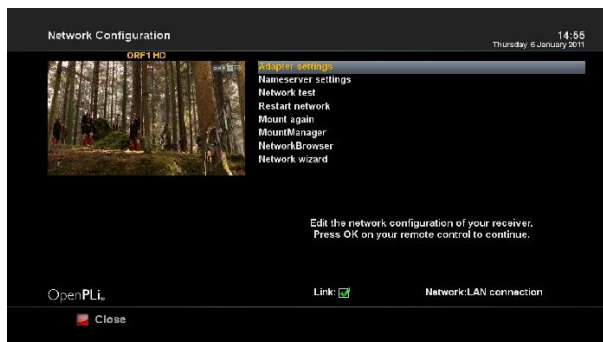 Network Configuration
14:55
Thursday 6 January 2011
ORF1 HD
Adapter settings
Nameserver settings
Network test
Restart network
Mount again
MountManager
NetworkBrowser
Network wizard
Edit the network configuration of your receiver.
Press OK on your remote control to continue.
OpenPLi.
Link:
Network:LAN connection
Close